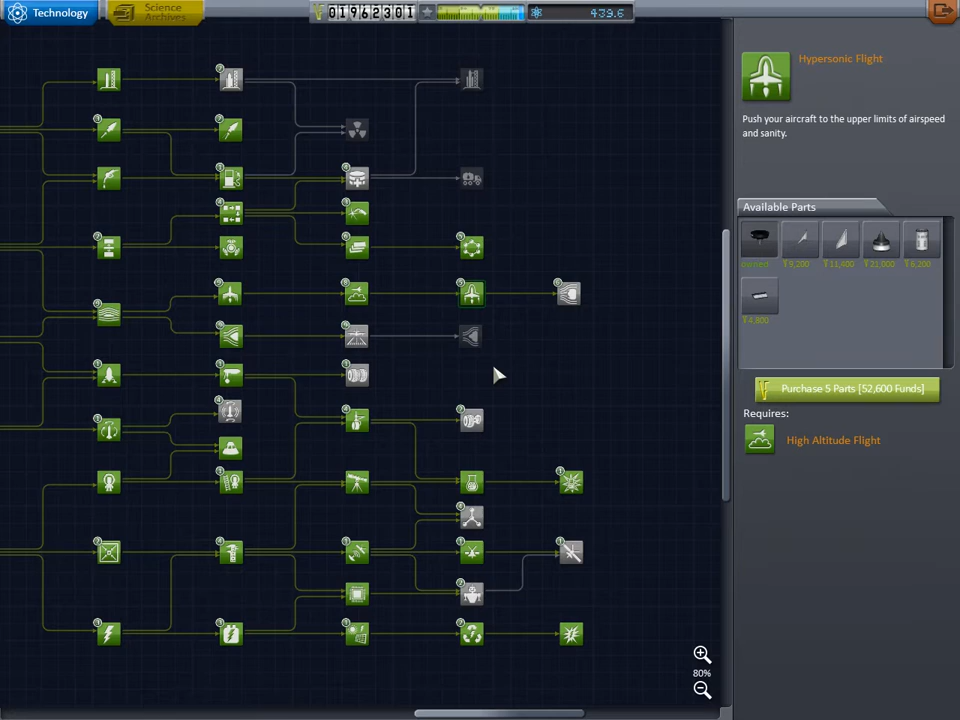 Technology
Science
Archives
01962301
439.6
Hypersonic Flight
Push your aircraft to the upper limits of airspeed
and sanity.
Available Parts
owned
9,200
11,400
21,000
6,200
4,800
Purchase 5 Parts [52,600 Funds]
Requires:
High Altitude Flight
80%